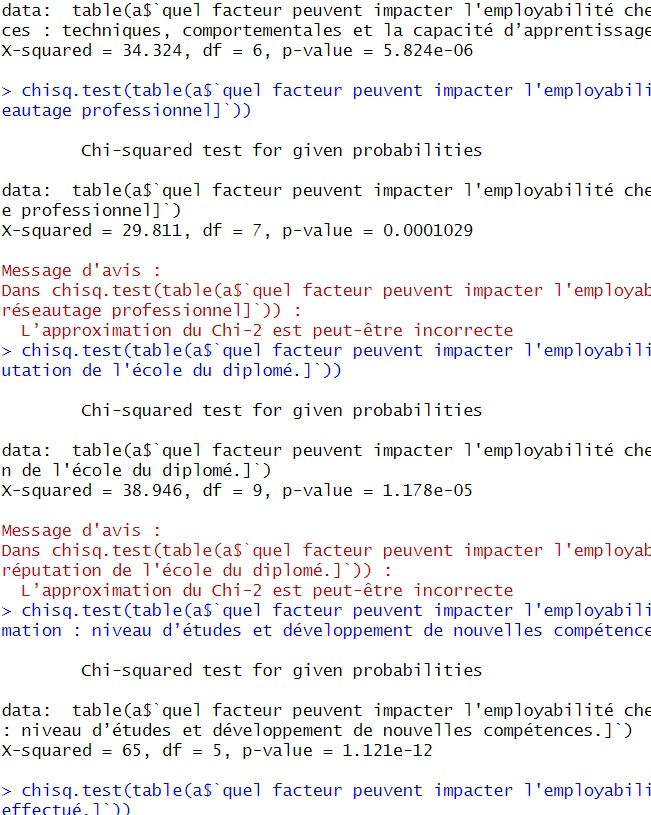 data:  table(a$`quel facteur peuvent impacter l'employabilité che
ces : techniques, comportementales et la capacité d’apprentissage
X-squared = 34.324, df = 6, p-value = 5.824e-06
> chisq.test(table(a$`quel facteur peuvent impacter l'employabili
eautage professionnel]`))
Chi-squared test for given probabilities
data:  table(a$`quel facteur peuvent impacter l'employabilité che
e professionnel]`)
X-squared = 29.811, df = 7, p-value = 0.0001029
Message d'avis :
Dans chisq.test(table(a$`quel facteur peuvent impacter l'employab
réseautage professionnel]`)) :
L’approximation du Chi-2 est peut-être incorrecte
> chisq.test(table(a$`quel facteur peuvent impacter l'employabili
utation de l'école du diplomé.]`))
Chi-squared test for given probabilities
data:  table(a$`quel facteur peuvent impacter l'employabilité che
n de l'école du diplomé.]`)
X-squared = 38.946, df = 9, p-value = 1.178e-05
Message d'avis :
Dans chisq.test(table(a$`quel facteur peuvent impacter l'employab
réputation de l'école du diplomé.]`)) :
L’approximation du Chi-2 est peut-être incorrecte
> chisq.test(table(a$`quel facteur peuvent impacter l'employabili
mation : niveau d’études et développement de nouvelles compétence
Chi-squared test for given probabilities
data:  table(a$`quel facteur peuvent impacter l'employabilité che
: niveau d’études et développement de nouvelles compétences.]`)
X-squared = 65, df = 5, p-value = 1.121e-12
> chisq.test(table(a$`quel facteur peuvent impacter l'employabili
effectué.]`))